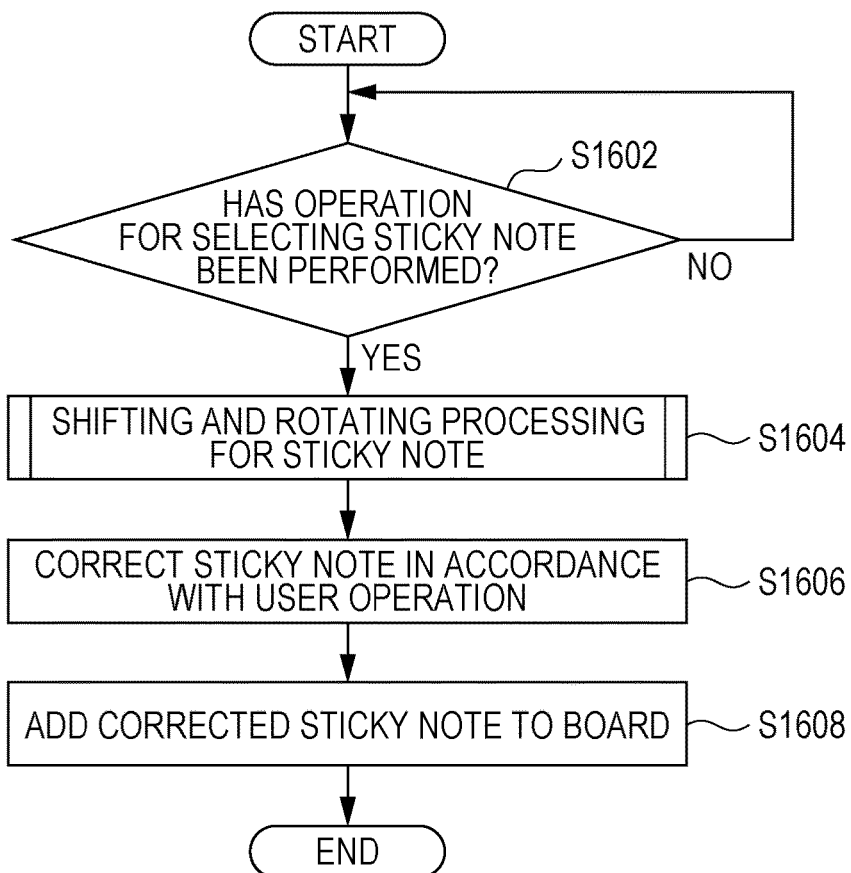 START
S1602
HAS OPERATION
FOR SELECTING STICKY NOTE
BEEN PERFORMED?
NO
YES
SHIFTING AND ROTATING PROCESSING
FOR STICKY NOTE
S1604
CORRECT STICKY NOTE IN ACCORDANCE
WITH USER OPERATION
S1606
ADD CORRECTED STICKY NOTE TO BOARD
S1608
END